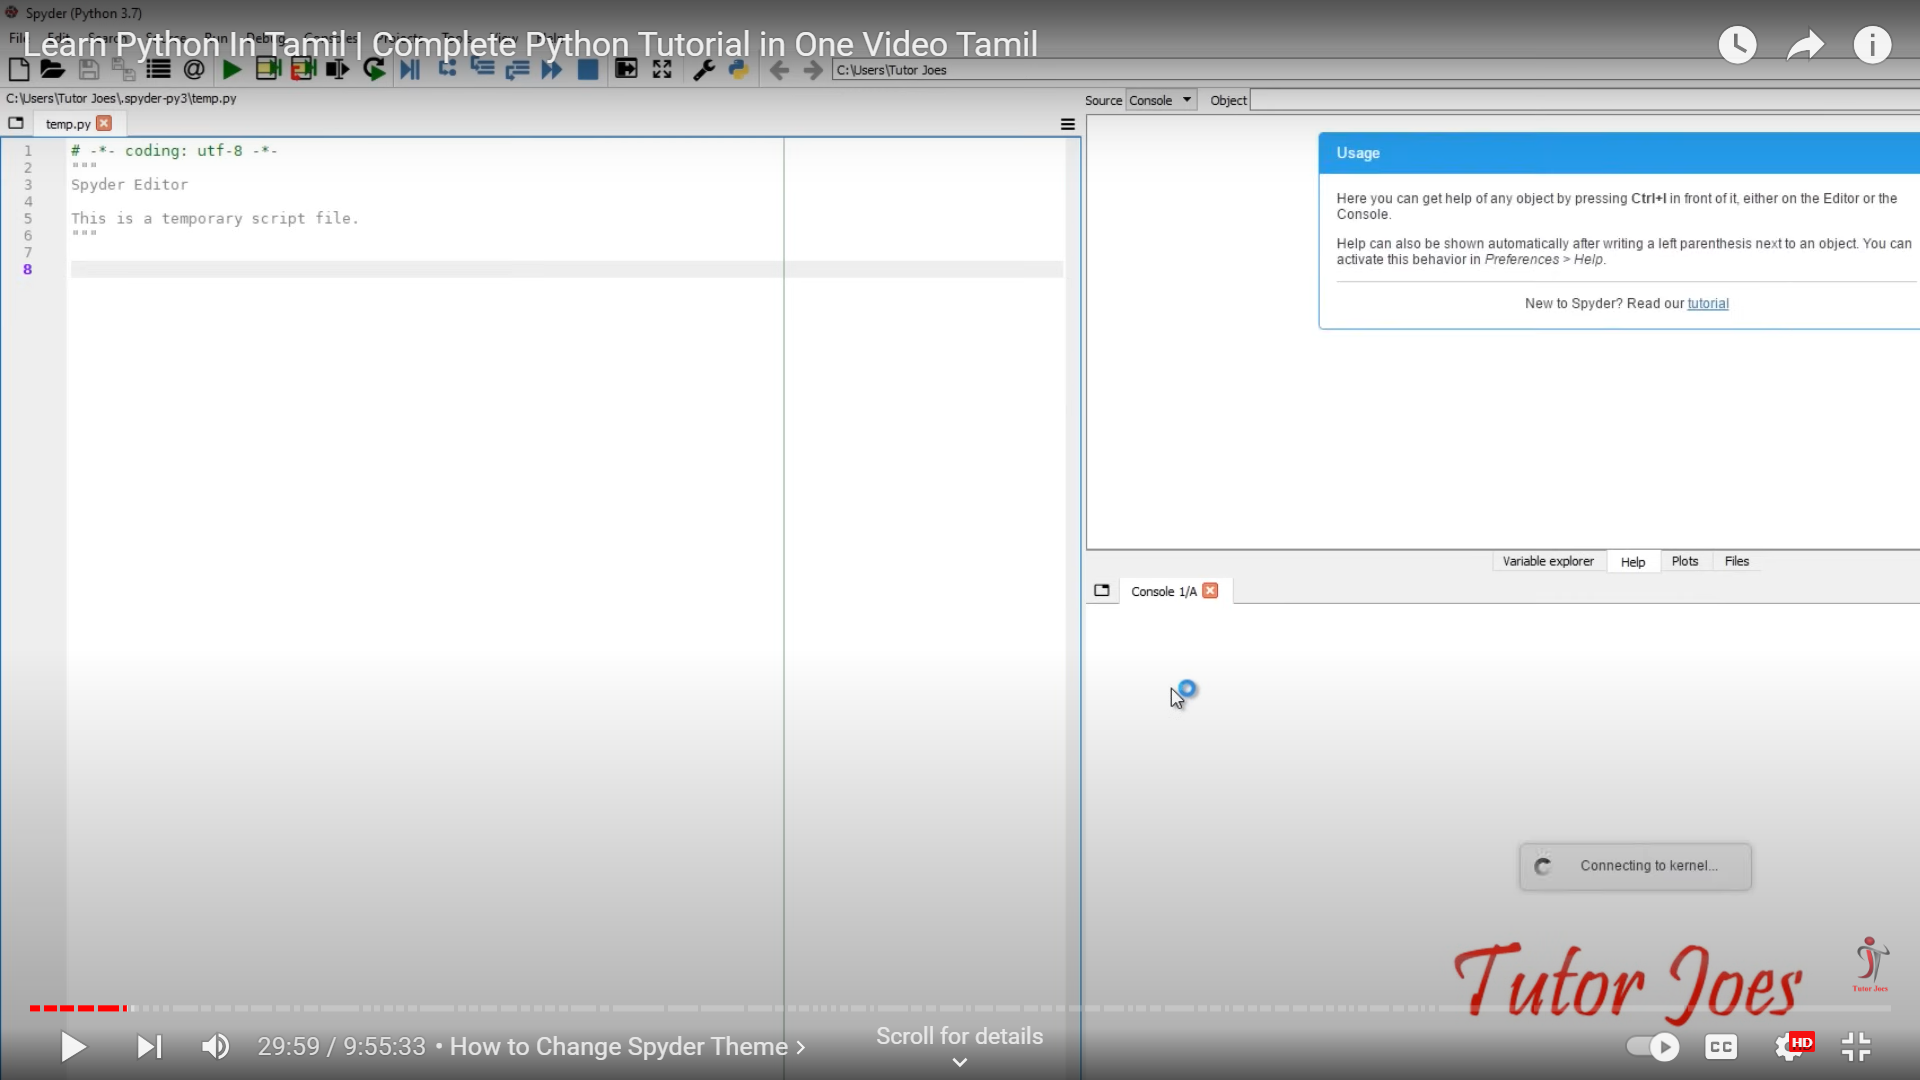 Spyder (Python 3.7)
Learn Python In Tamil | Complete Python Tutorial in One Video Tamil
C:\Users\Tutor Joes
C:\Users\Tutor Joes\.spyder-py3\temp.py
temp.py
1 # -*- coding: utf-8 -*-
2 """
3 Spyder Editor
4
5 This is a temporary script file.
6 """
7
8
Source Console Object
Usage
Here you can get help of any object by pressing Ctrl+I in front of it, either on the Editor or the
Console.
Help can also be shown automatically after writing a left parenthesis next to an object. You can
activate this behavior in Preferences > Help.
New to Spyder? Read our tutorial
Variable explorer Help Plots Files
Console 1/A
Connecting to kernel...
Tutor Joes
Tutor Joes
29:59 / 9:55:33 • How to Change Spyder Theme
Scroll for details
CC
HD